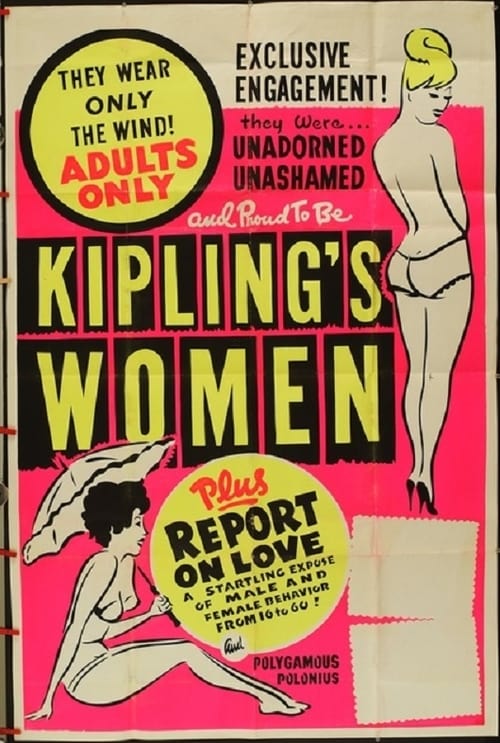 THEY WEAR
ONLY
THE WIND!
ADULTS
ONLY
EXCLUSIVE
ENGAGEMENT!
they Were...
UNADORNED
UNASHAMED
and Proud To Be
KIPLING'S
WOMEN
Plus
REPORT
ON LOVE
A STARTLING EXPOSE
OF MALE AND
FEMALE BEHAVIOR
FROM 16 to 60!
and
POLYGAMOUS
POLONIUS